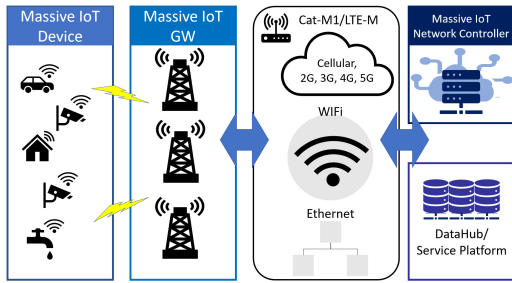 Massive IoT
Device
Massive IoT
GW
Cat-M1/LTE-M
Cellular,
2G, 3G, 4G, 5G
WIFi
Ethernet
Massive IoT
Network Controller
DataHub/
Service Platform